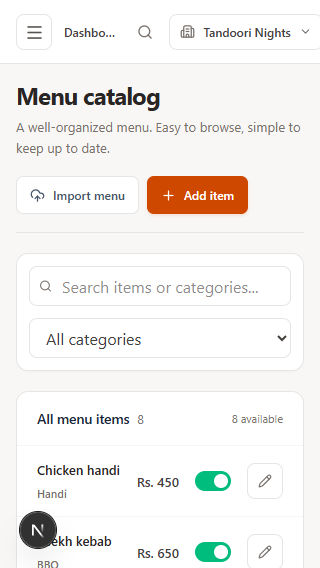 Dashbo...
Tandoori Nights
Menu catalog
A well-organized menu. Easy to browse, simple to
keep up to date.
Import menu
Add item
Search items or categories...
All categories
All menu items 8
8 available
Chicken handi
Handi
Rs. 450
N
ekh kebab
BBQ
Rs. 650